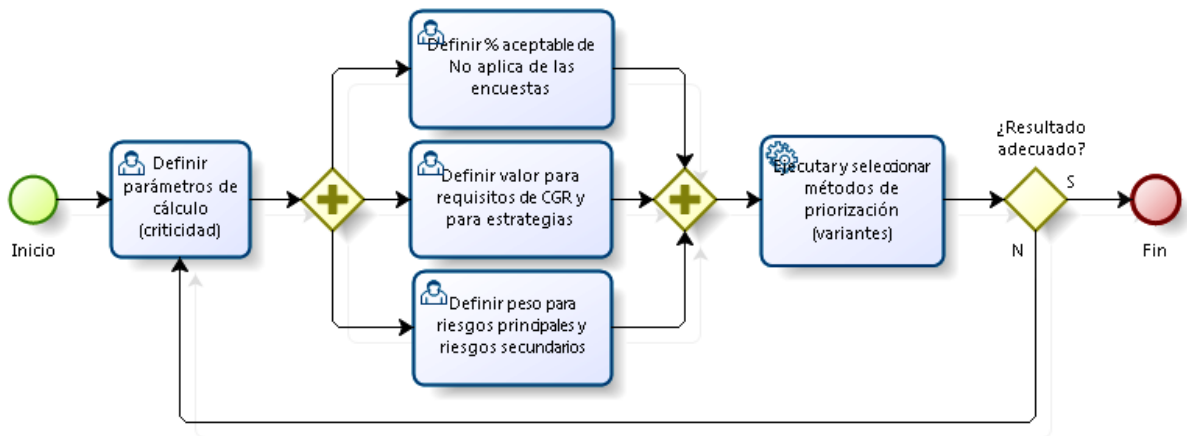 Inicio
Definir
parámetros de
cálculo
(criticidad)
Definir % aceptable de
No aplica de las
encuestas
Definir valor para
requisitos de CGR y
para estrategias
Definir peso para
riesgos principales y
riesgos secundarios
Ejecutar y seleccionar
métodos de
priorización
(variantes)
¿Resultado
adecuado?
S
N
Fin